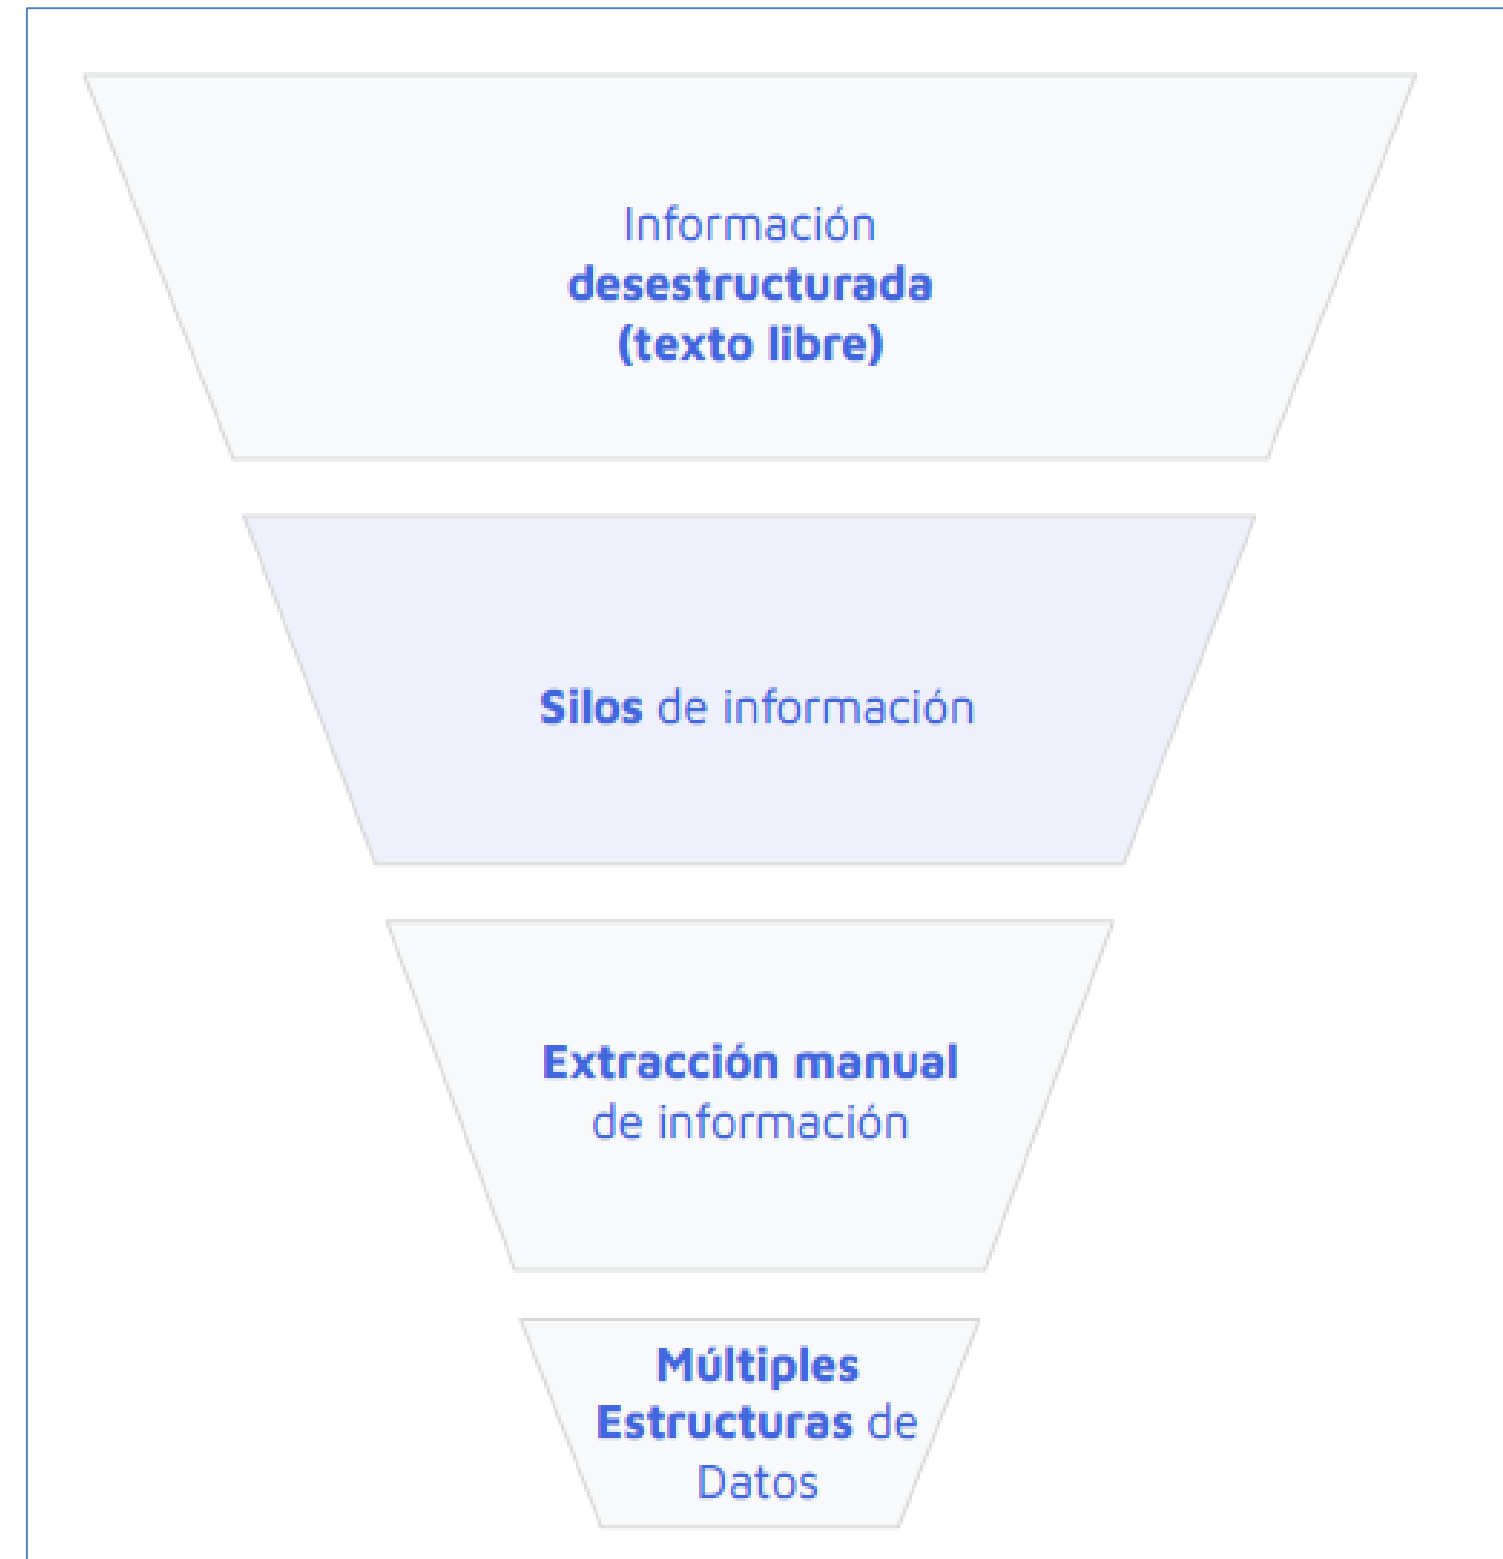 Información
desestructurada
(texto libre)
Silos de información
Extracción manual
de información
Múltiples
Estructuras de
Datos